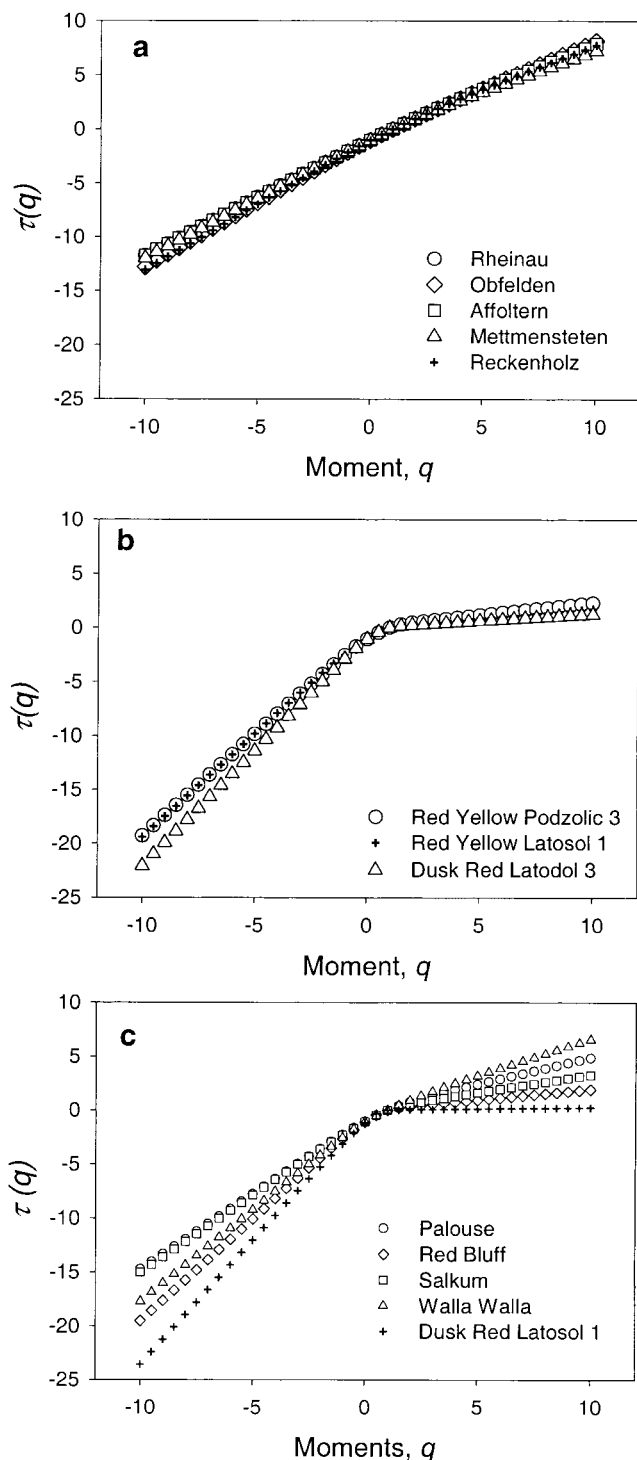 a
10
5
0
-5
-10
-15
-20
-25
τ(q)
Rheinau
Obfelden
Affoltern
Mettmensteten
Reckenholz
-10 -5 0 5 10
Moment, q
b
10
5
0
-5
-10
-15
-20
-25
τ(q)
Red Yellow Podzolic 3
Red Yellow Latosol 1
Dusk Red Latodol 3
-10 -5 0 5 10
Moment, q
c
10
5
0
-5
-10
-15
-20
-25
τ (q)
Palouse
Red Bluff
Salkum
Walla Walla
Dusk Red Latosol 1
-10 -5 0 5 10
Moments, q